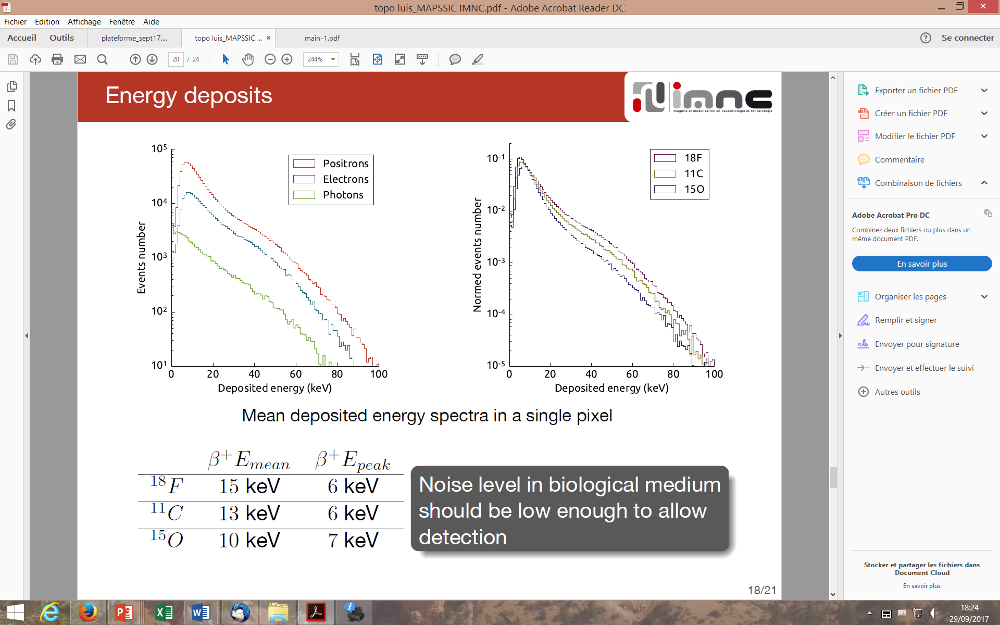 topo luis_MAPSSIC IMNC.pdf - Adobe Acrobat Reader DC
Fichier Edition Affichage Fenêtre Aide
Accueil Outils plateforme_sept17.... topo luis_MAPSSIC ... × main-1.pdf Se connecter
20 / 24 244%
Energy deposits
imnc
imagerie et modélisation en neurobiologie et cancérologie
10^5
10^4
10^3
10^2
10^1
Events number
Positrons
Electrons
Photons
0 20 40 60 80 100
Deposited energy (keV)
10^-1
10^-2
10^-3
10^-4
10^-5
Normed events number
18F
11C
15O
0 20 40 60 80 100
Deposited energy (keV)
Mean deposited energy spectra in a single pixel
β^+E_mean β^+E_peak
^18F 15 keV 6 keV
^11C 13 keV 6 keV
^15O 10 keV 7 keV
Noise level in biological medium
should be low enough to allow
detection
18/21
Exporter un fichier PDF
Créer un fichier PDF
Modifier le fichier PDF
Commentaire
Combinaison de fichiers
Adobe Acrobat Pro DC
Combinez deux fichiers ou plus dans un
même document PDF.
En savoir plus
Organiser les pages
Remplir et signer
Envoyer pour signature
Envoyer et effectuer le suivi
Autres outils
Stocker et partager les fichiers dans
Document Cloud
En savoir plus
18:24
29/09/2017